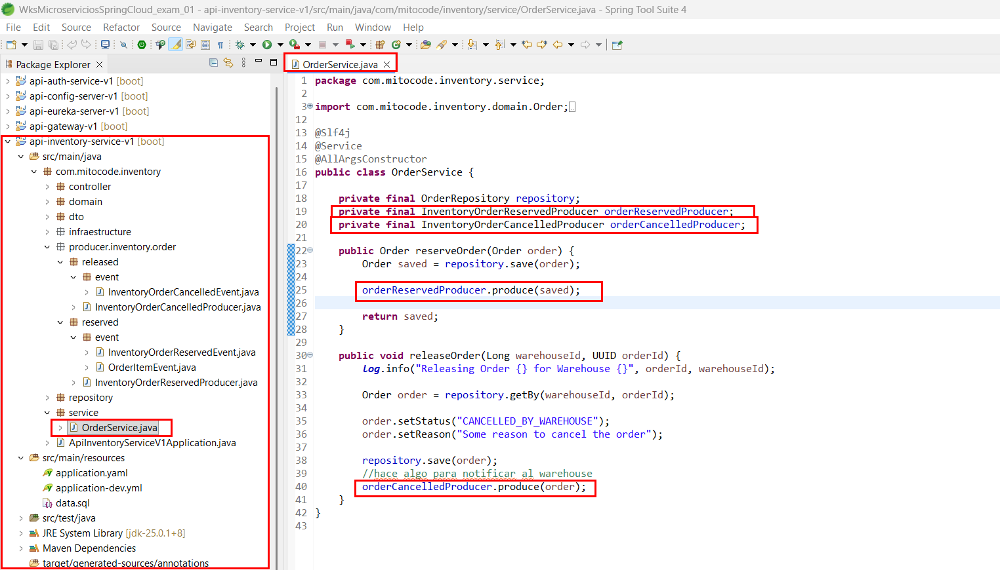 WksMicroserviciosSpringCloud_exam_01 - api-inventory-service-v1/src/main/java/com/mitocode/inventory/service/OrderService.java - Spring Tool Suite 4
File Edit Source Refactor Source Navigate Search Project Run Window Help
Package Explorer
api-auth-service-v1 [boot]
api-config-server-v1 [boot]
api-eureka-server-v1 [boot]
api-gateway-v1 [boot]
api-inventory-service-v1 [boot]
src/main/java
com.mitocode.inventory
controller
domain
dto
infraestructure
producer.inventory.order
released
event
InventoryOrderCancelledEvent.java
InventoryOrderCancelledProducer.java
reserved
event
InventoryOrderReservedEvent.java
OrderItemEvent.java
InventoryOrderReservedProducer.java
repository
service
OrderService.java
ApiInventoryServiceV1Application.java
src/main/resources
application.yaml
application-dev.yml
data.sql
src/test/java
JRE System Library [jdk-25.0.1+8]
Maven Dependencies
target/generated-sources/annotations
OrderService.java
1 package com.mitocode.inventory.service;
2
3 import com.mitocode.inventory.domain.Order;
12
13 @Slf4j
14 @Service
15 @AllArgsConstructor
16 public class OrderService {
17
18 private final OrderRepository repository;
19 private final InventoryOrderReservedProducer orderReservedProducer;
20 private final InventoryOrderCancelledProducer orderCancelledProducer;
21
22 public Order reserveOrder(Order order) {
23 Order saved = repository.save(order);
24
25 orderReservedProducer.produce(saved);
26
27 return saved;
28 }
29
30 public void releaseOrder(Long warehouseId, UUID orderId) {
31 log.info("Releasing Order {} for Warehouse {}", orderId, warehouseId);
32
33 Order order = repository.getBy(warehouseId, orderId);
34
35 order.setStatus("CANCELLED_BY_WAREHOUSE");
36 order.setReason("Some reason to cancel the order");
37
38 repository.save(order);
39 //hace algo para notificar al warehouse
40 orderCancelledProducer.produce(order);
41 }
42 }
43